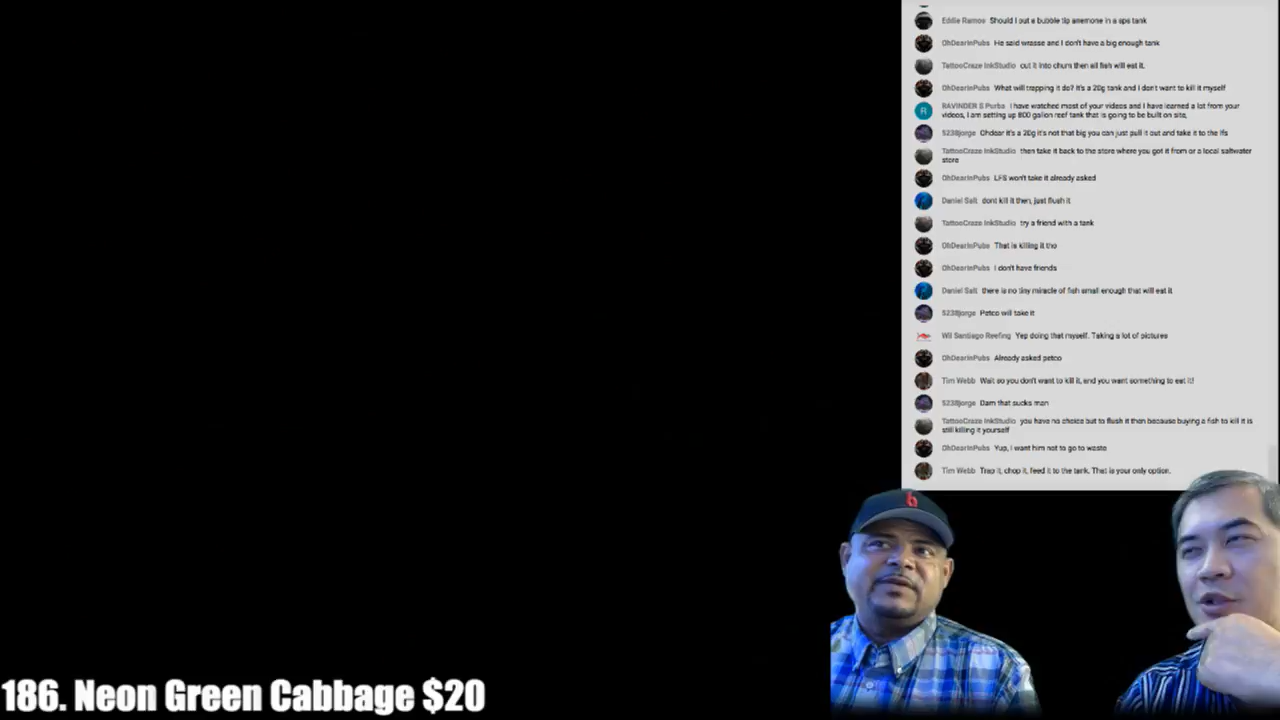 Eddie Ramos Should I out a bubble tip anemone in a sps tank
OhDearInPubs He said wrasse and I don't have a big enough tank
TattooCraze InkStudio cut it into chum then all fish will eat it.
OhDearInPubs What will trapping it do? It's a 20g tank and I don't want to kill it myself
R
RAVINDER S Purba I have watched most of your videos and I have learned a lot from your
videos, I am setting up 800 gallon reef tank that is going to be built on site,
5238jorge Ohdear it's a 20g it's not that big you can just pull it out and take it to the lfs
TattooCraze InkStudio then take it back to the store where you got it from or a local saltwater
store
OhDearInPubs LFS won't take it already asked
Daniel Salt dont kill it then, just flush it
TattooCraze InkStudio try a friend with a tank
OhDearInPubs That is killing it tho
OhDearInPubs I don't have friends
Daniel Salt there is no tiny miracle of fish small enough that will eat it
5238jorge Petco will take it
Wil Santiago Reefing Yep doing that myself. Taking a lot of pictures
OhDearInPubs Already asked petco
Tim Webb Wait so you don't want to kill it, and you want something to eat it!
5238jorge Dam that sucks man
TattooCraze InkStudio you have no choice but to flush it then because buying a fish to kill it is
still killing it yourself
OhDearInPubs Yup, i want him not to go to waste
Tim Webb Trap it, chop it, feed it to the tank. That is your only option.
186. Neon Green Cabbage $20